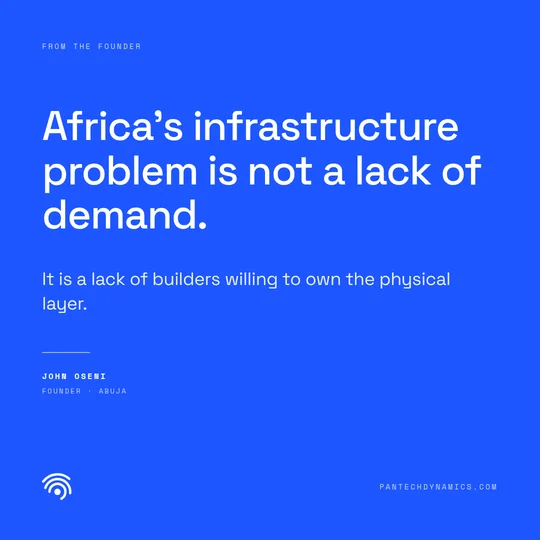 FROM THE FOUNDER
Africa's infrastructure
problem is not a lack of
demand.
It is a lack of builders willing to own the physical
layer.
JOHN OSENI
FOUNDER · ABUJA
PANTECHDYNAMICS.COM